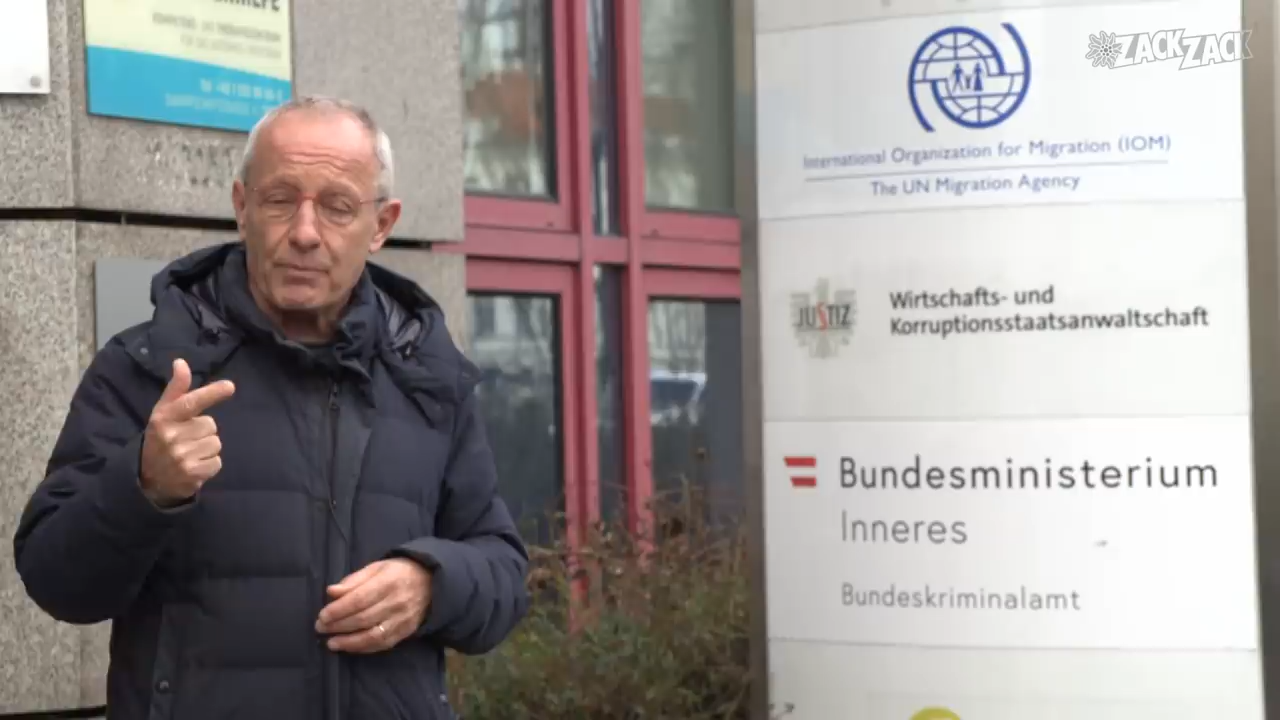 ZACKZACK
International Organization for Migration (IOM)
The UN Migration Agency
JUSTIZ
Wirtschafts- und
Korruptionsstaatsanwaltschaft
Bundesministerium
Inneres
Bundeskriminalamt